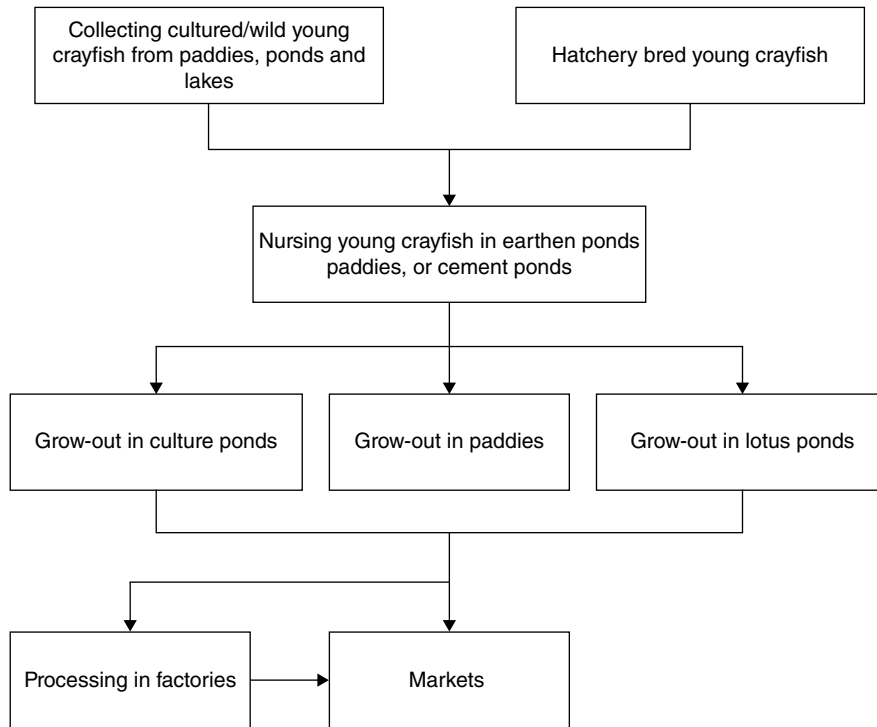 Collecting cultured/wild young
crayfish from paddies, ponds and
lakes
Hatchery bred young crayfish
Nursing young crayfish in earthen ponds
paddies, or cement ponds
Grow-out in culture ponds
Grow-out in paddies
Grow-out in lotus ponds
Processing in factories
Markets